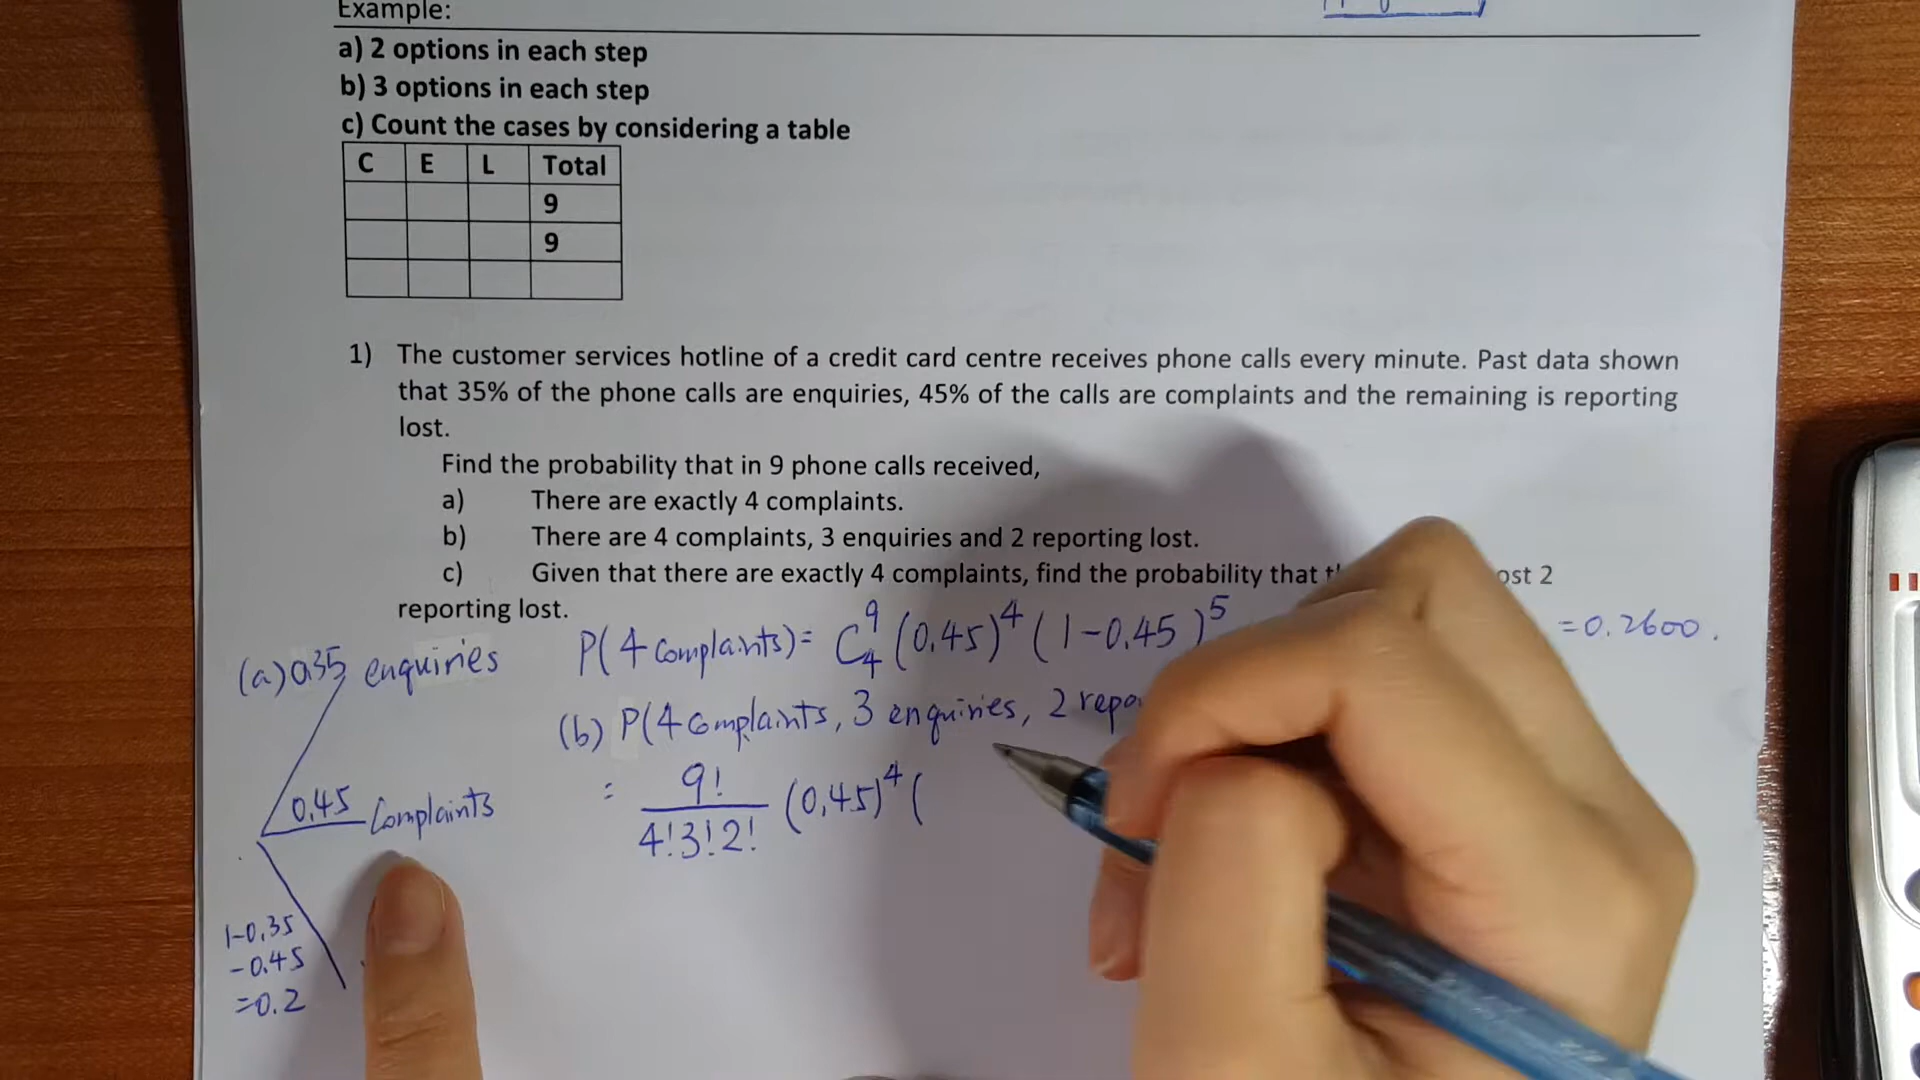 Example:
a) 2 options in each step
b) 3 options in each step
c) Count the cases by considering a table
C E L Total
9
9
1) The customer services hotline of a credit card centre receives phone calls every minute. Past data shown
that 35% of the phone calls are enquiries, 45% of the calls are complaints and the remaining is reporting
lost.
Find the probability that in 9 phone calls received,
a) There are exactly 4 complaints.
b) There are 4 complaints, 3 enquiries and 2 reporting lost.
c) Given that there are exactly 4 complaints, find the probability that 2
reporting lost.
(a) 0.35 enquiries
P(4 complaints) = C⁹₄ (0.45)⁴ (1-0.45)⁵ = 0.2600.
(b) P(4 complaints, 3 enquiries, 2
= 9!/4!3!2! (0.45)⁴ (
0.45 Complaints
1-0.35
-0.45
=0.2